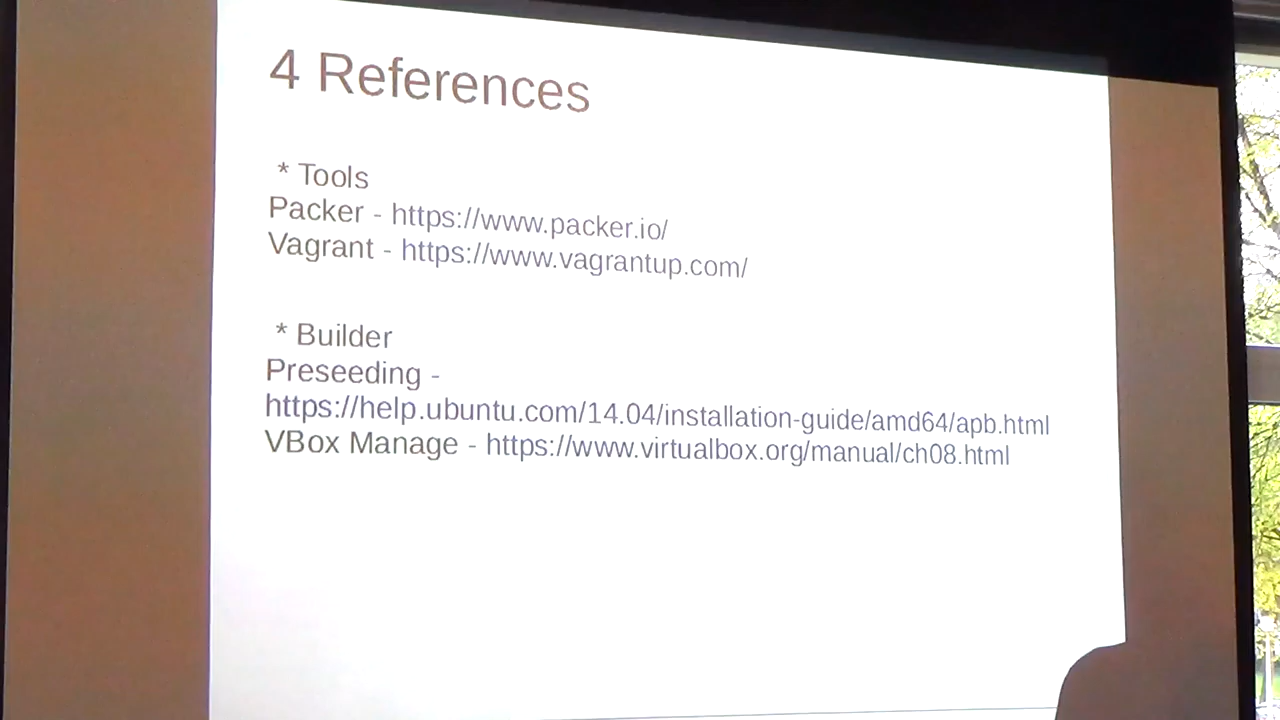 4 References
* Tools
Packer - https://www.packer.io/
Vagrant - https://www.vagrantup.com/
* Builder
Preseeding -
https://help.ubuntu.com/14.04/installation-guide/amd64/apb.html
VBox Manage - https://www.virtualbox.org/manual/ch08.html